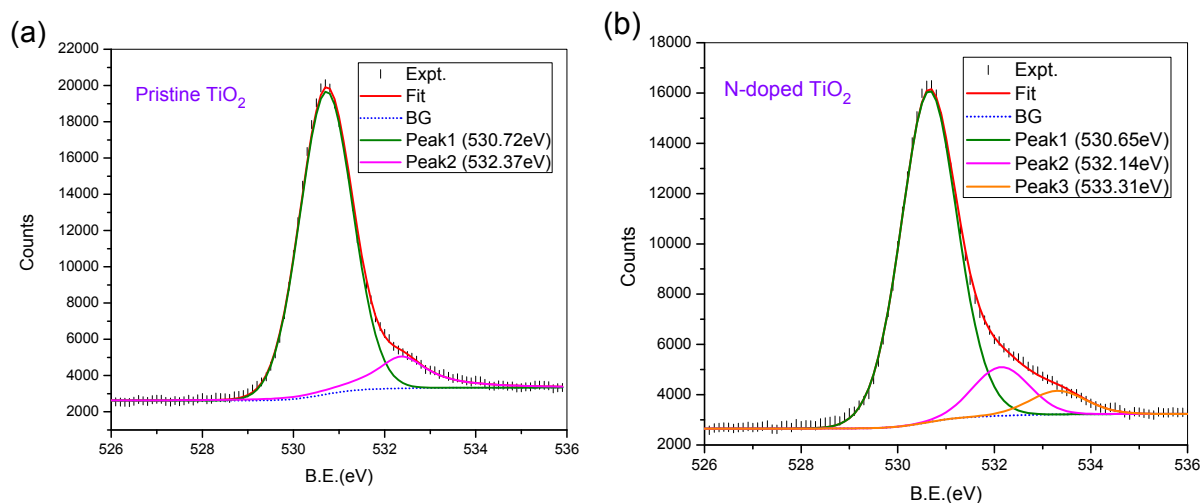 (a)
22000
20000
18000
16000
14000
12000
10000
8000
6000
4000
2000
Counts
Pristine TiO₂
Expt.
Fit
BG
Peak1 (530.72eV)
Peak2 (532.37eV)
526 528 530 532 534 536
B.E.(eV)
(b)
18000
16000
14000
12000
10000
8000
6000
4000
2000
Counts
N-doped TiO₂
Expt.
Fit
BG
Peak1 (530.65eV)
Peak2 (532.14eV)
Peak3 (533.31eV)
526 528 530 532 534 536
B.E.(eV)